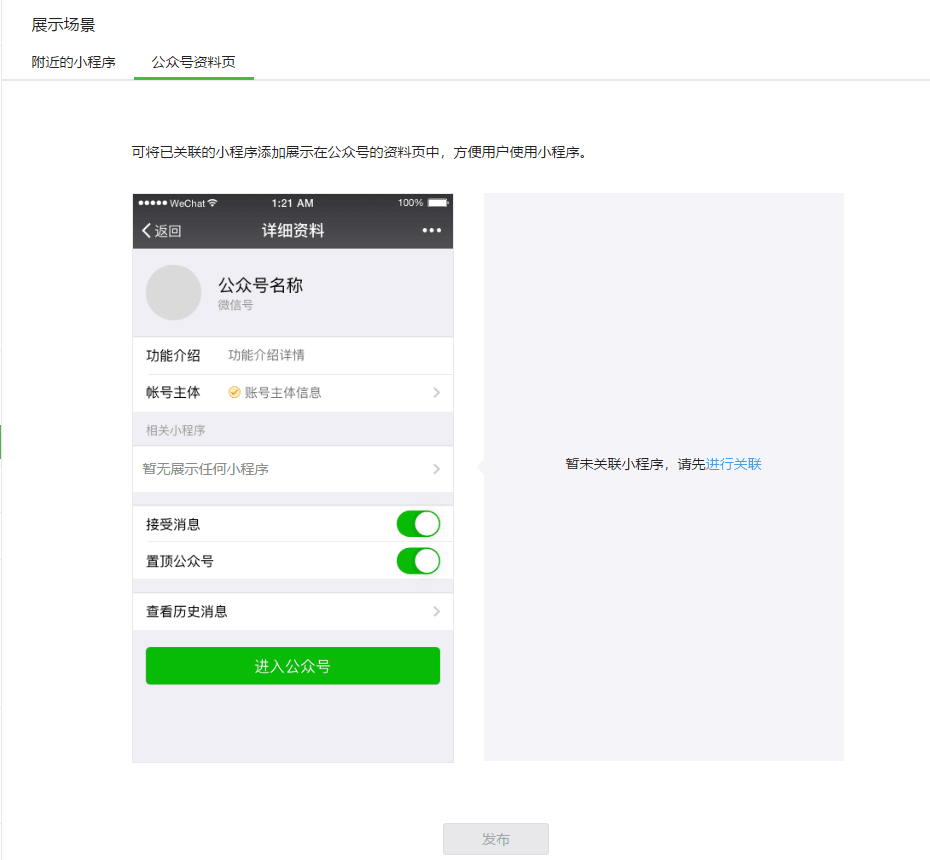 展示场景
附近的小程序 公众号资料页
可将已关联的小程序添加展示在公众号的资料页中，方便用户使用小程序。
WeChat 1:21 AM 100%
返回 详细资料
公众号名称
微信号
功能介绍 功能介绍详情
帐号主体 账号主体信息
相关小程序
暂无展示任何小程序
暂未关联小程序，请先进行关联
接受消息
置顶公众号
查看历史消息
进入公众号
发布